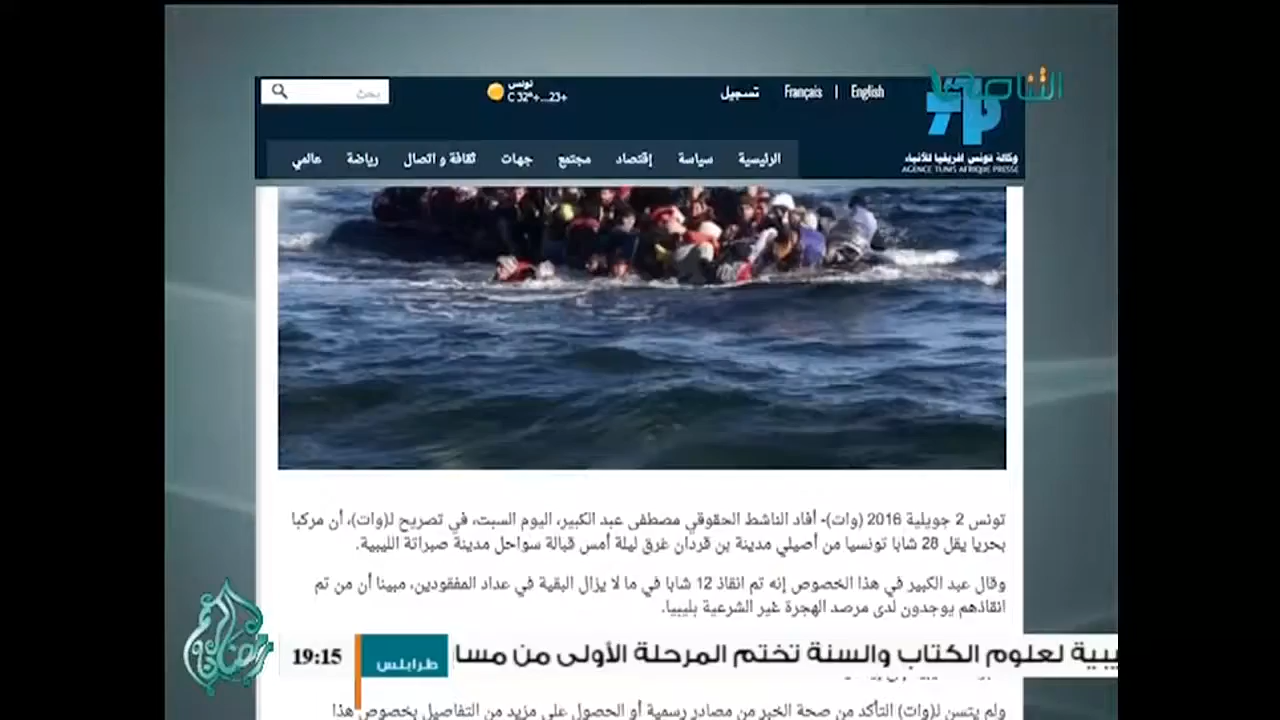 التناصح
بحث
تونس
C 32°+...23+
تسجيل
Français | English
TAP
وكالة تونس افريقيا للأنباء
AGENCE TUNIS AFRIQUE PRESSE
الرئيسية سياسة إقتصاد مجتمع جهات ثقافة و اتصال رياضة عالمي
تونس 2 جويلية 2016 (وات)- أفاد الناشط الحقوقي مصطفى عبد الكبير، اليوم السبت، في تصريح لـ(وات)، أن مركبا
بحريا يقل 28 شابا تونسيا من أصيلي مدينة بن قردان غرق ليلة أمس قبالة سواحل مدينة صبراتة الليبية.
وقال عبد الكبير في هذا الخصوص إنه تم انقاذ 12 شابا في ما لا يزال البقية في عداد المفقودين، مبينا أن من تم
انقاذهم يوجدون لدى مرصد الهجرة غير الشرعية بليبيا.
يبية لعلوم الكتاب والسنة تختم المرحلة الأولى من مسا
طرابلس
19:15
ولم يتسن لـ(وات) التأكد من صحة الخبر من مصادر رسمية أو الحصول على مزيد من التفاصيل بخصوص هذا